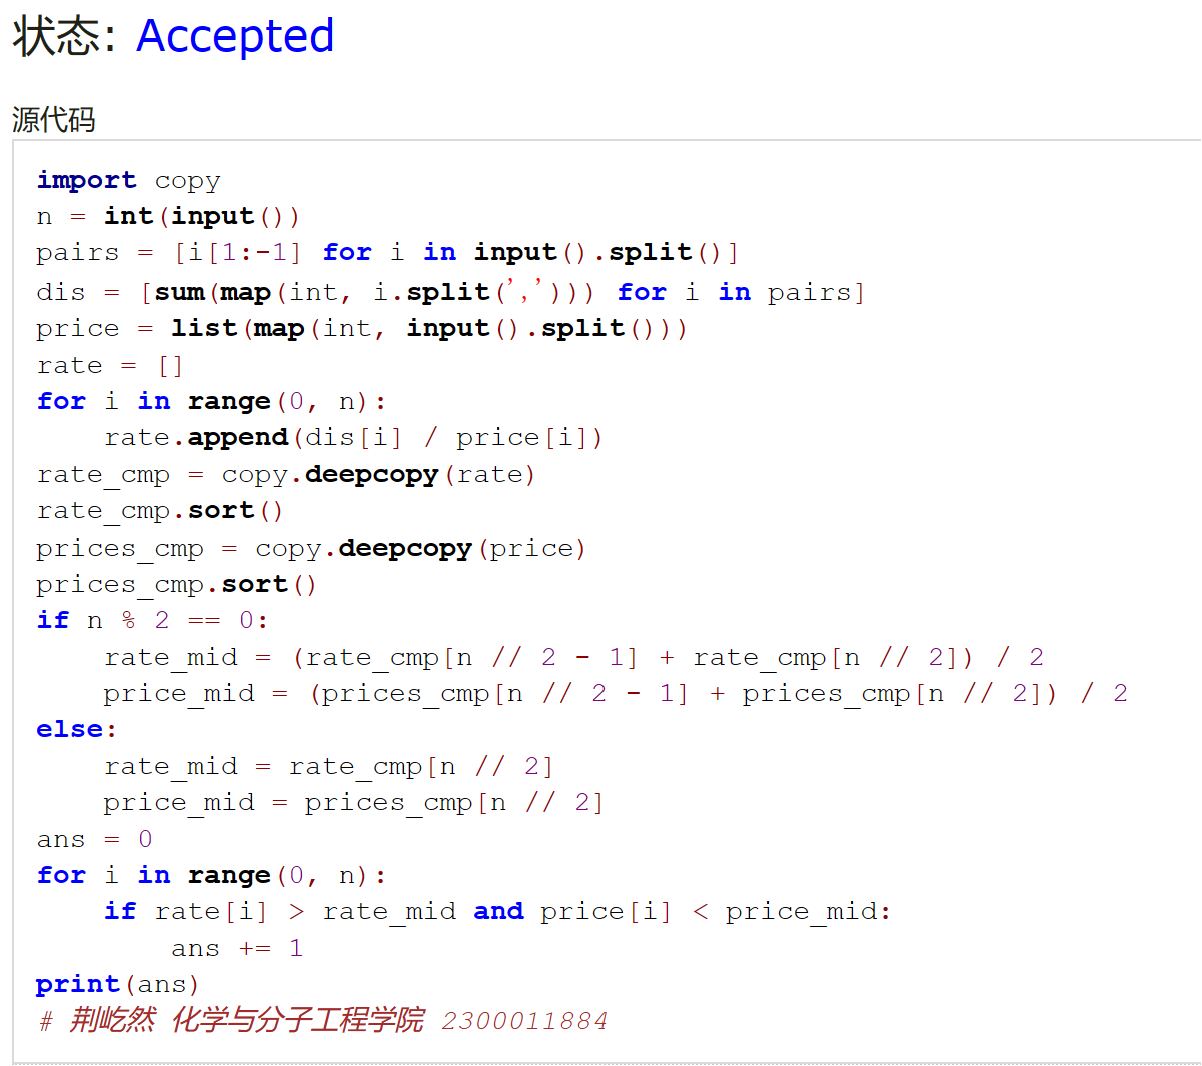 状态: Accepted
源代码
import copy
n = int(input())
pairs = [i[1:-1] for i in input().split()]
dis = [sum(map(int, i.split(','))) for i in pairs]
price = list(map(int, input().split()))
rate = []
for i in range(0, n):
    rate.append(dis[i] / price[i])
rate_cmp = copy.deepcopy(rate)
rate_cmp.sort()
prices_cmp = copy.deepcopy(price)
prices_cmp.sort()
if n % 2 == 0:
    rate_mid = (rate_cmp[n // 2 - 1] + rate_cmp[n // 2]) / 2
    price_mid = (prices_cmp[n // 2 - 1] + prices_cmp[n // 2]) / 2
else:
    rate_mid = rate_cmp[n // 2]
    price_mid = prices_cmp[n // 2]
ans = 0
for i in range(0, n):
    if rate[i] > rate_mid and price[i] < price_mid:
        ans += 1
print(ans)
# 荆屹然 化学与分子工程学院 2300011884